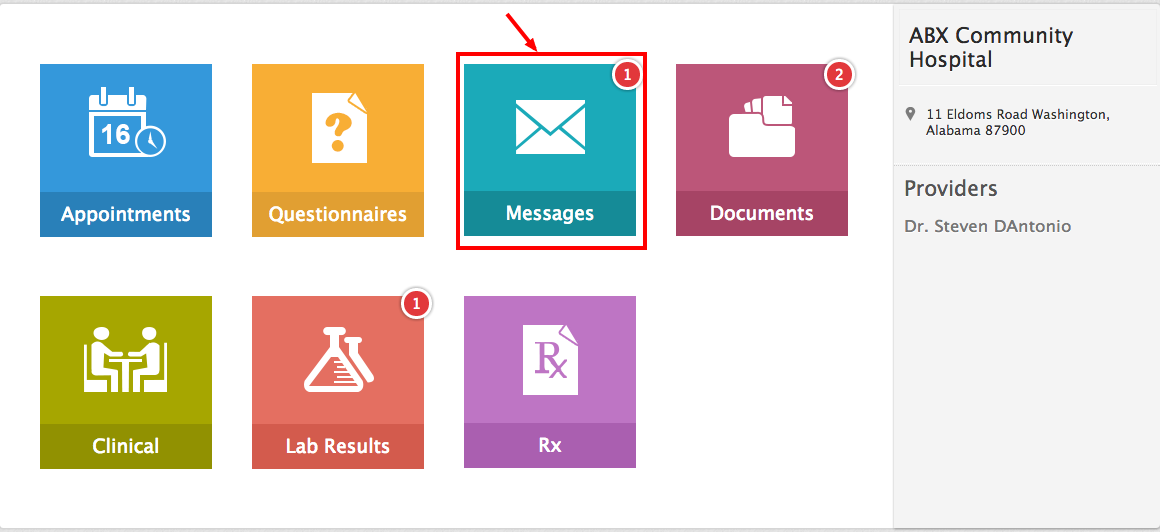 1
2
16
Appointments
Questionnaires
Messages
Documents
1
Rx
Clinical
Lab Results
Rx
ABX Community
Hospital
11 Eldoms Road Washington,
Alabama 87900
Providers
Dr. Steven DAntonio